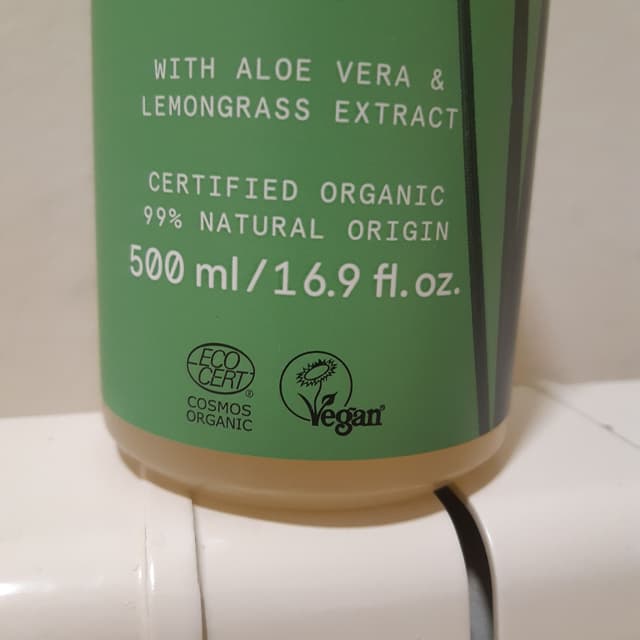 WITH ALOE VERA &
LEMONGRASS EXTRACT
CERTIFIED ORGANIC
99% NATURAL ORIGIN
500 ml/16.9 fl.oz.
ECO
CERT®
COSMOS
ORGANIC
Vegan®